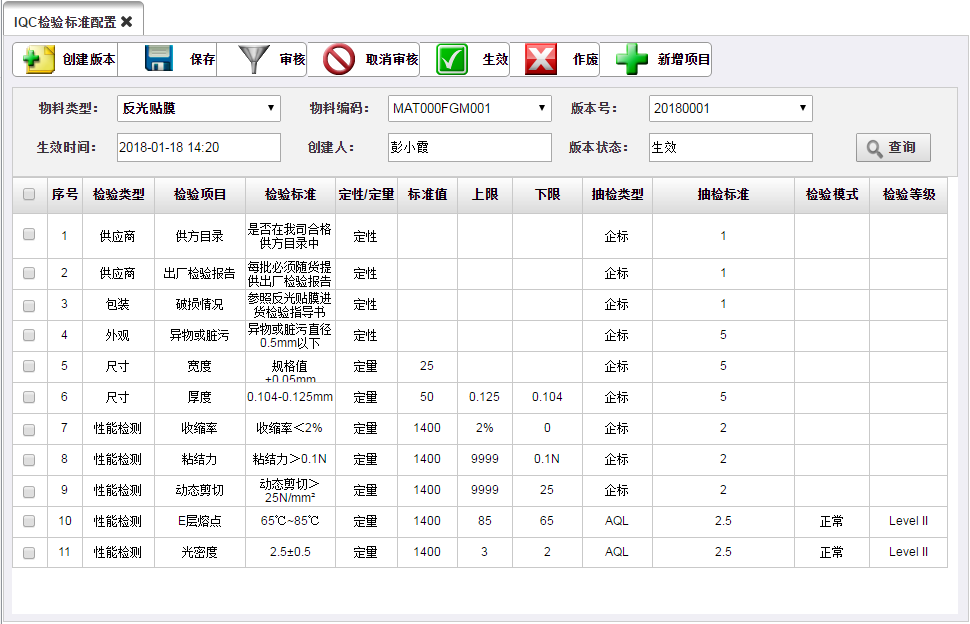 IQC检验标准配置
创建版本 保存 审核 取消审核 生效 作废 新增项目
物料类型： 反光贴膜 物料编码： MAT000FGM001 版本号： 20180001
生效时间： 2018-01-18 14:20 创建人： 彭小霞 版本状态： 生效 查询
序号 检验类型 检验项目 检验标准 定性/定量 标准值 上限 下限 抽检类型 抽检标准 检验模式 检验等级
1 供应商 供方目录 是否在我司合格供方目录中 定性 企标 1
2 供应商 出厂检验报告 每批必须随货提供出厂检验报告 定性 企标 1
3 包装 破损情况 参照反光贴膜进货检验指导书 定性 企标 1
4 外观 异物或脏污 异物或脏污直径0.5mm以下 定性 企标 5
5 尺寸 宽度 规格值±0.05mm 定量 25 企标 5
6 尺寸 厚度 0.104-0.125mm 定量 50 0.125 0.104 企标 5
7 性能检测 收缩率 收缩率＜2% 定量 1400 2% 0 企标 2
8 性能检测 粘结力 粘结力＞0.1N 定量 1400 9999 0.1N 企标 2
9 性能检测 动态剪切 动态剪切＞25N/mm² 定量 1400 9999 25 企标 2
10 性能检测 E层熔点 65℃~85℃ 定量 1400 85 65 AQL 2.5 正常 Level II
11 性能检测 光密度 2.5±0.5 定量 1400 3 2 AQL 2.5 正常 Level II